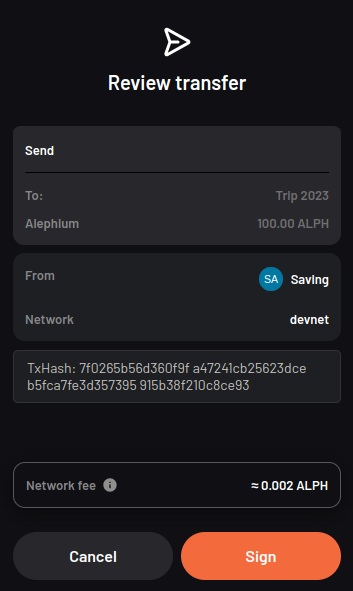 Review transfer
Send
To: Trip 2023
Alephium 100.00 ALPH
From SA Saving
Network devnet
TxHash: 7f0265b56d360f9f a47241cb25623dce
b5fca7fe3d357395 915b38f210c8ce93
Network fee i ≈ 0.002 ALPH
Cancel Sign